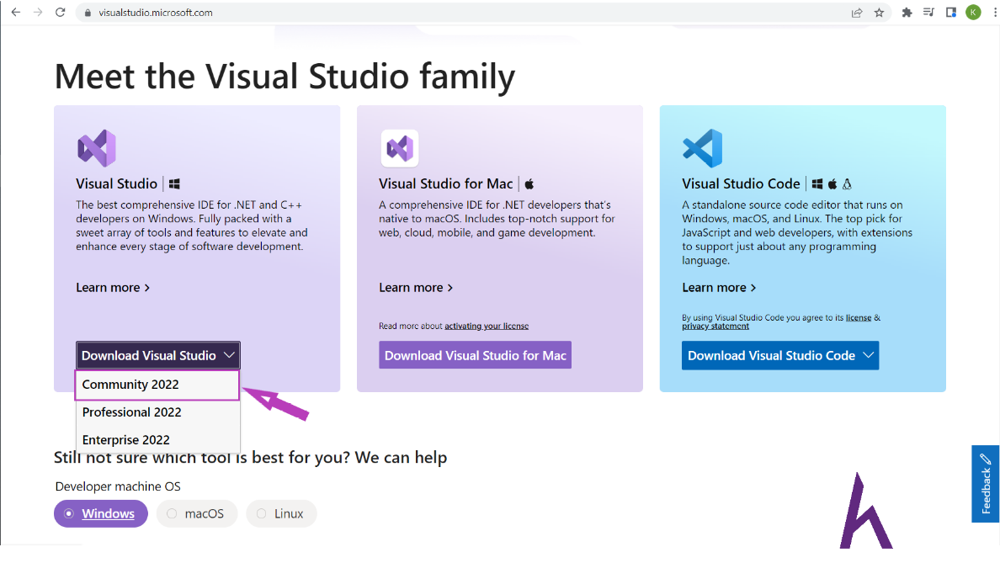 visualstudio.microsoft.com
K
Meet the Visual Studio family
Visual Studio
The best comprehensive IDE for .NET and C++
developers on Windows. Fully packed with a
sweet array of tools and features to elevate and
enhance every stage of software development.
Learn more
Download Visual Studio
Community 2022
Professional 2022
Enterprise 2022
Visual Studio for Mac
A comprehensive IDE for .NET developers that's
native to macOS. Includes top-notch support for
web, cloud, mobile, and game development.
Learn more
Read more about activating your license
Download Visual Studio for Mac
Visual Studio Code
A standalone source code editor that runs on
Windows, macOS, and Linux. The top pick for
JavaScript and web developers, with extensions
to support just about any programming
language.
Learn more
By using Visual Studio Code you agree to its license &
privacy statement
Download Visual Studio Code
Still not sure which tool is best for you? We can help
Developer machine OS
Windows
macOS
Linux
Feedback